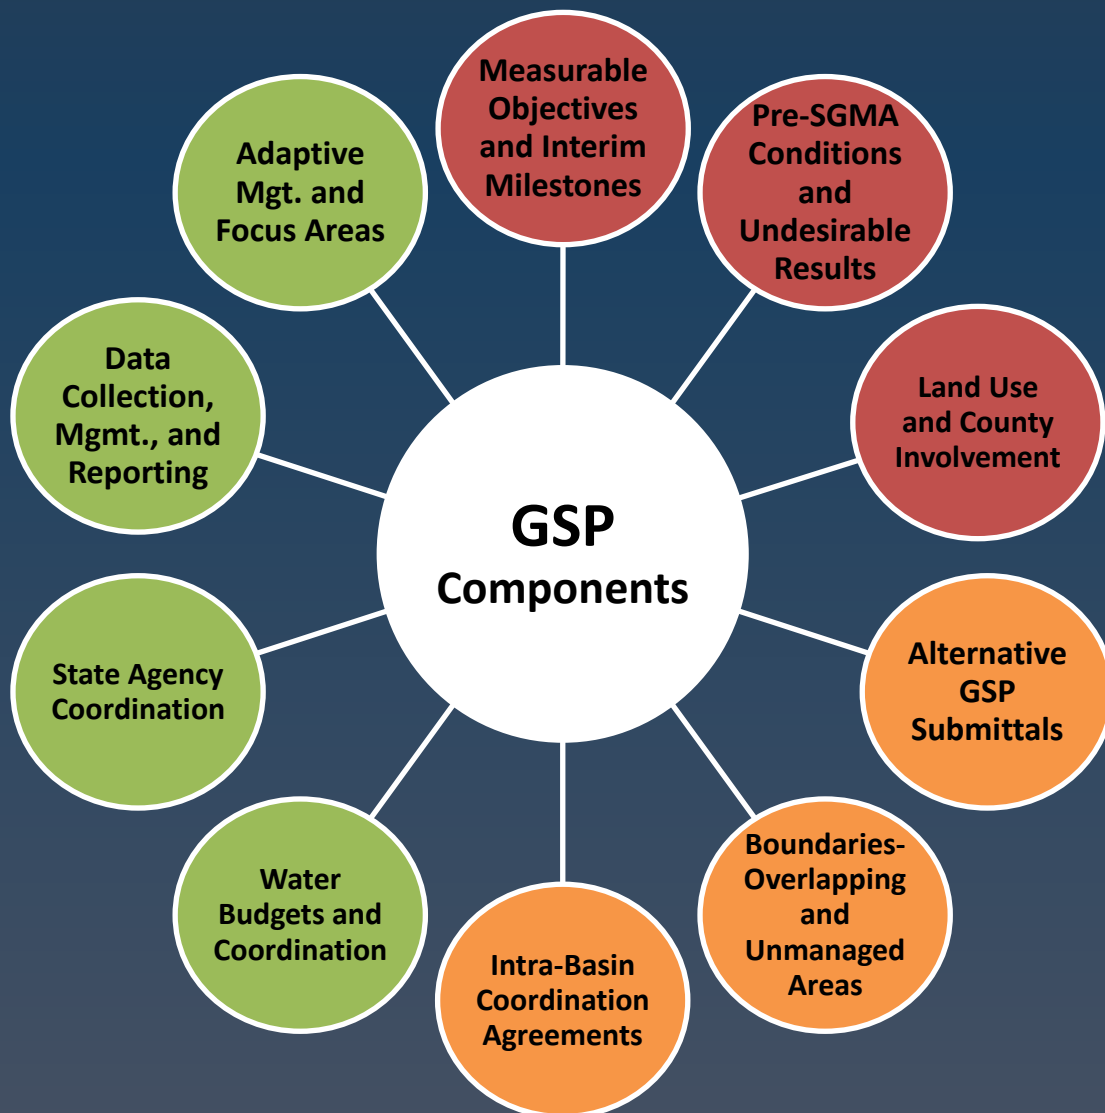 Measurable
Objectives
and Interim
Milestones
Pre-SGMA
Conditions
and
Undesirable
Results
Land Use
and County
Involvement
Alternative
GSP
Submittals
Boundaries-
Overlapping
and
Unmanaged
Areas
Intra-Basin
Coordination
Agreements
Water
Budgets and
Coordination
State Agency
Coordination
Data
Collection,
Mgmt., and
Reporting
Adaptive
Mgt. and
Focus Areas
GSP
Components